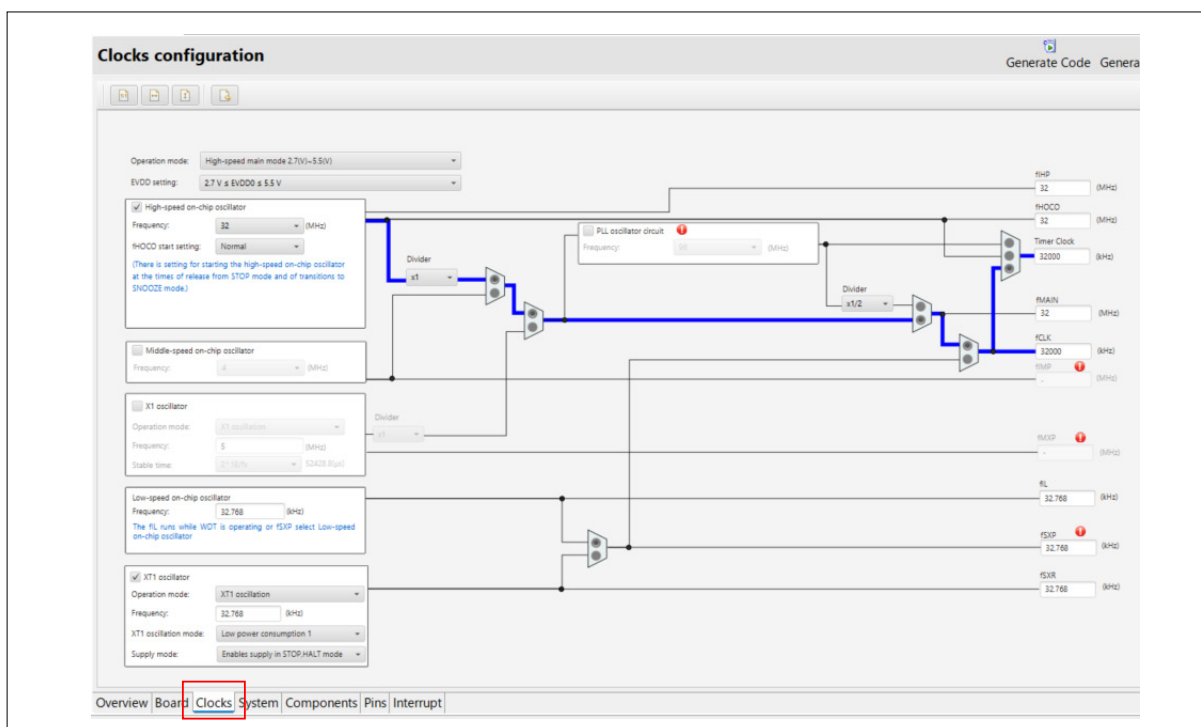 Clocks configuration
Generate Code Genera
Operation mode: High-speed main mode 2.7(V)~5.5(V)
EVDD setting: 2.7 V ≤ EVDD0 ≤ 5.5 V
High-speed on-chip oscillator
Frequency: 32 (MHz)
fHOCO start setting: Normal
(There is setting for starting the high-speed on-chip oscillator
at the times of release from STOP mode and of transitions to
SNOOZE mode.)
Divider
x1
PLL oscillator circuit
Frequency: (MHz)
Divider
x1/2
fIHP
32 (MHz)
fHOCO
32 (MHz)
Timer Clock
32000 (kHz)
fMAIN
32 (MHz)
fCLK
32000 (kHz)
fIMP
- (MHz)
Middle-speed on-chip oscillator
Frequency: 4 (MHz)
X1 oscillator
Operation mode: X1 oscillation
Frequency: 5 (MHz)
Stable time: 52428.8(μs)
Divider
x1
fMXP
- (MHz)
Low-speed on-chip oscillator
Frequency: 32.768 (kHz)
The fIL runs while WDT is operating or fSXP select Low-speed
on-chip oscillator
fIL
32.768 (kHz)
fSXP
32.768 (kHz)
fSXR
32.768 (kHz)
XT1 oscillator
Operation mode: XT1 oscillation
Frequency: 32.768 (kHz)
XT1 oscillation mode: Low power consumption 1
Supply mode: Enables supply in STOP,HALT mode
Overview Board Clocks System Components Pins Interrupt